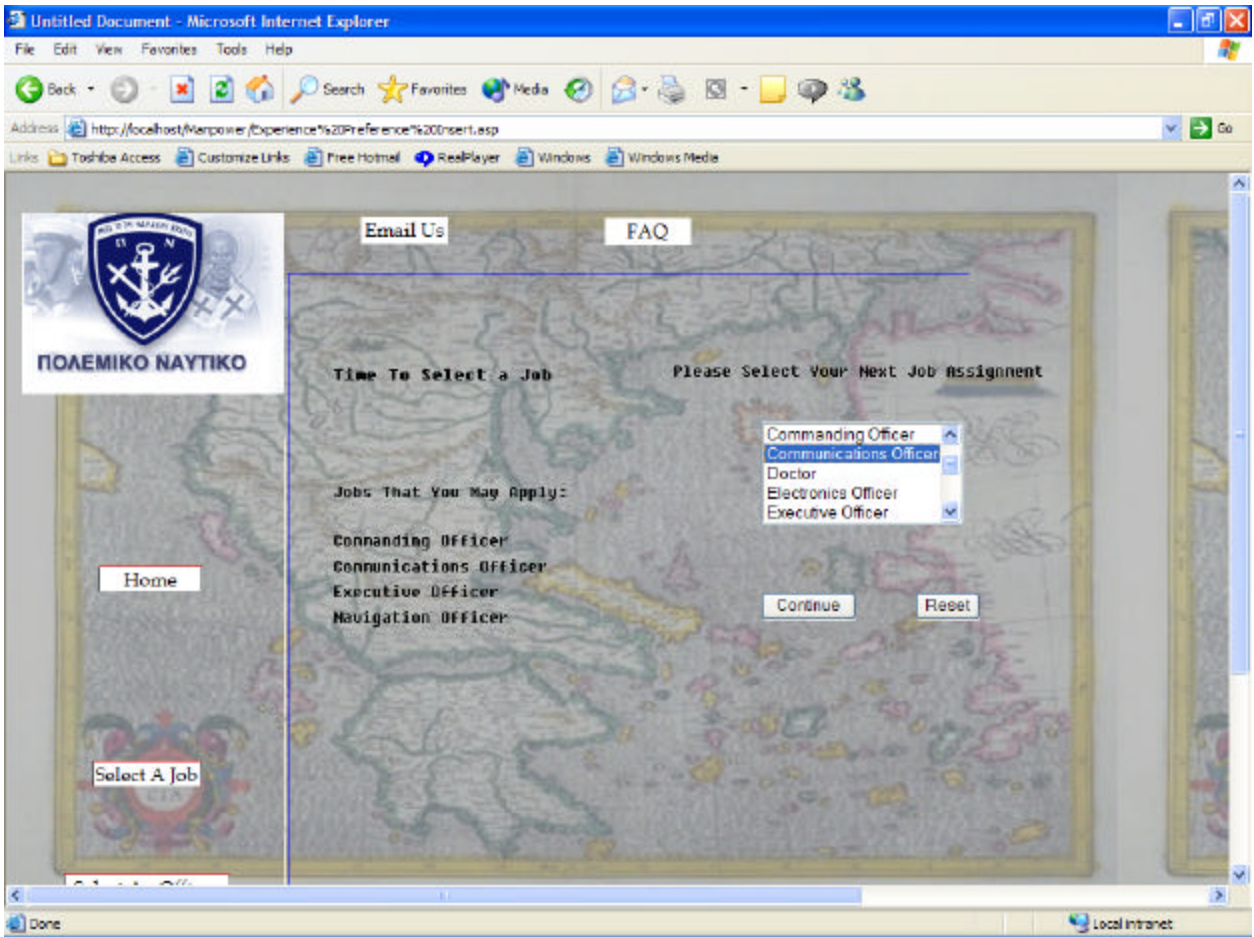 Untitled Document - Microsoft Internet Explorer
File Edit View Favorites Tools Help
Back Search Favorites Media
Address http://localhost/Manpower/Experience%20Preference%20Insert.asp Go
Links Toshiba Access Customize Links Free Hotmail RealPlayer Windows Windows Media
Π Ν
ΠΟΛΕΜΙΚΟ ΝΑΥΤΙΚΟ
Email Us FAQ
Time To Select a Job
Please Select Your Next Job Assignment
Commanding Officer
Communications Officer
Doctor
Electronics Officer
Executive Officer
Jobs That You May Apply:
Commanding Officer
Communications Officer
Executive Officer
Navigation Officer
Continue Reset
Home
Select A Job
Done Local intranet